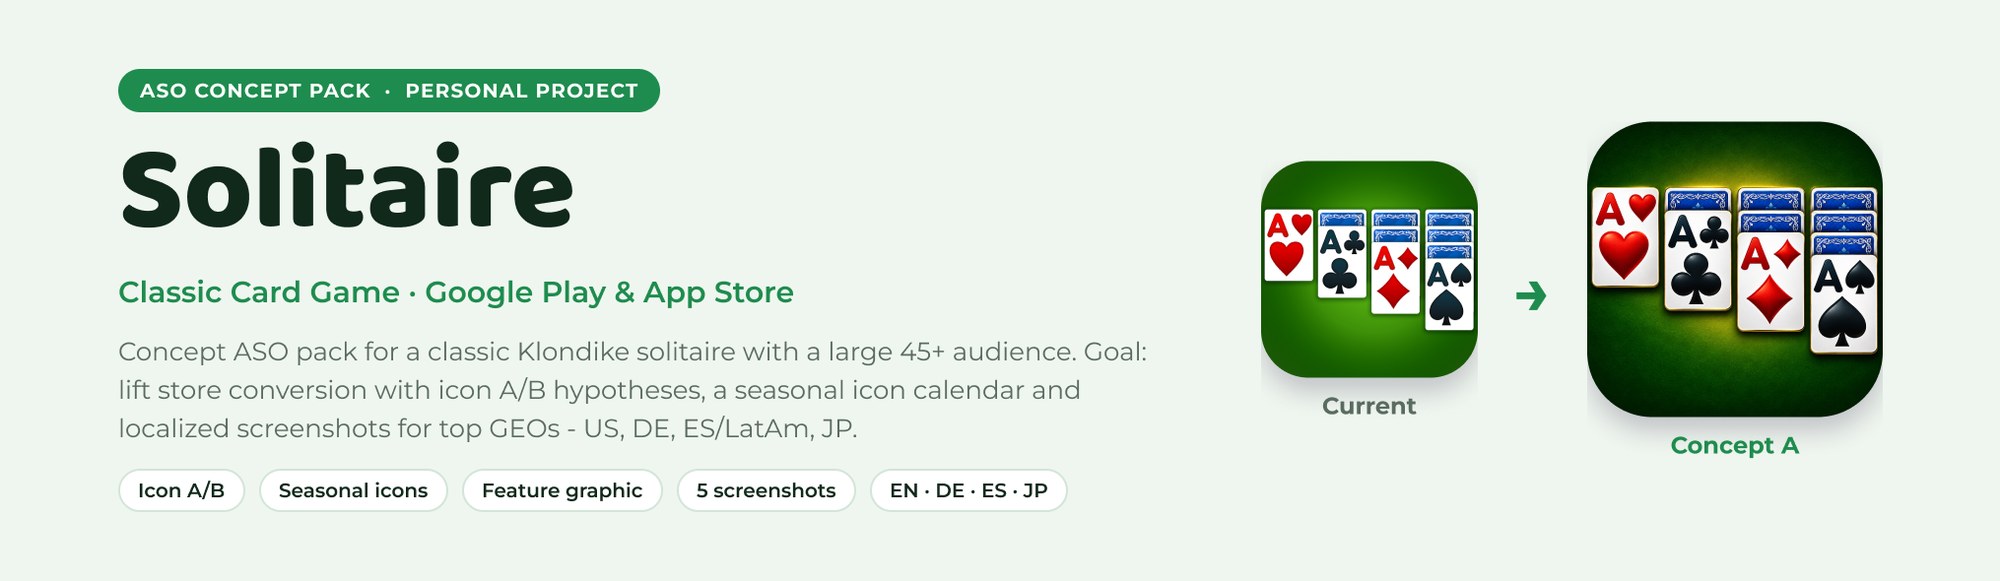 ASO CONCEPT PACK · PERSONAL PROJECT
Solitaire
Classic Card Game · Google Play & App Store
Concept ASO pack for a classic Klondike solitaire with a large 45+ audience. Goal:
lift store conversion with icon A/B hypotheses, a seasonal icon calendar and
localized screenshots for top GEOs - US, DE, ES/LatAm, JP.
Icon A/B
Seasonal icons
Feature graphic
5 screenshots
EN · DE · ES · JP
A
A
A
A
Current
→
A
A
A
A
Concept A